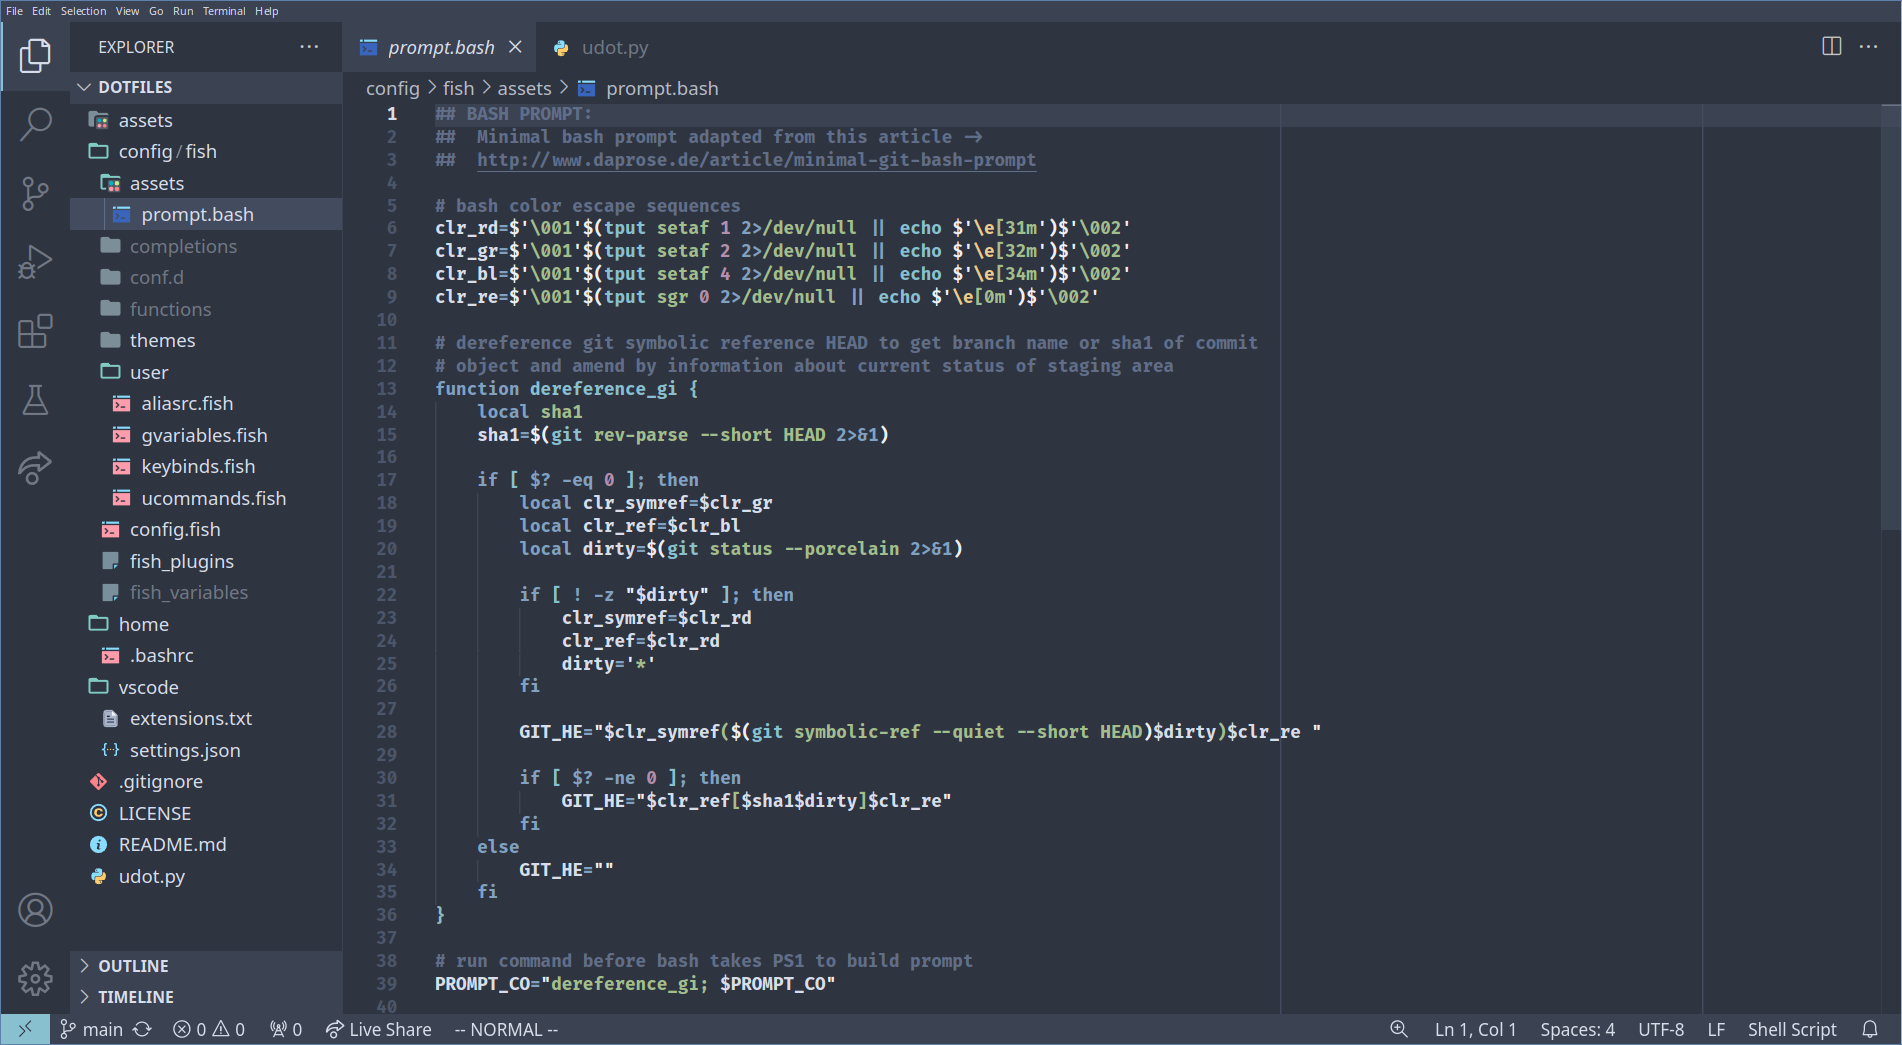 File Edit Selection View Go Run Terminal Help
EXPLORER
DOTFILES
assets
config / fish
assets
prompt.bash
completions
conf.d
functions
themes
user
aliasrc.fish
gvariables.fish
keybinds.fish
ucommands.fish
config.fish
fish_plugins
fish_variables
home
.bashrc
vscode
extensions.txt
settings.json
.gitignore
LICENSE
README.md
udot.py
OUTLINE
TIMELINE
prompt.bash udot.py
config > fish > assets > prompt.bash
1 ## BASH PROMPT:
2 ##  Minimal bash prompt adapted from this article ->
3 ##  http://www.daprose.de/article/minimal-git-bash-prompt
4
5 # bash color escape sequences
6 clr_rd=$'\001'$(tput setaf 1 2>/dev/null || echo $'\e[31m')$'\002'
7 clr_gr=$'\001'$(tput setaf 2 2>/dev/null || echo $'\e[32m')$'\002'
8 clr_bl=$'\001'$(tput setaf 4 2>/dev/null || echo $'\e[34m')$'\002'
9 clr_re=$'\001'$(tput sgr 0 2>/dev/null || echo $'\e[0m')$'\002'
10
11 # dereference git symbolic reference HEAD to get branch name or sha1 of commit
12 # object and amend by information about current status of staging area
13 function dereference_gi {
14     local sha1
15     sha1=$(git rev-parse --short HEAD 2>&1)
16
17     if [ $? -eq 0 ]; then
18         local clr_symref=$clr_gr
19         local clr_ref=$clr_bl
20         local dirty=$(git status --porcelain 2>&1)
21
22         if [ ! -z "$dirty" ]; then
23             clr_symref=$clr_rd
24             clr_ref=$clr_rd
25             dirty='*'
26         fi
27
28         GIT_HE="$clr_symref($(git symbolic-ref --quiet --short HEAD)$dirty)$clr_re "
29
30         if [ $? -ne 0 ]; then
31             GIT_HE="$clr_ref[$sha1$dirty]$clr_re"
32         fi
33     else
34         GIT_HE=""
35     fi
36 }
37
38 # run command before bash takes PS1 to build prompt
39 PROMPT_CO="dereference_gi; $PROMPT_CO"
40
main 0 0 0 Live Share -- NORMAL -- Ln 1, Col 1 Spaces: 4 UTF-8 LF Shell Script